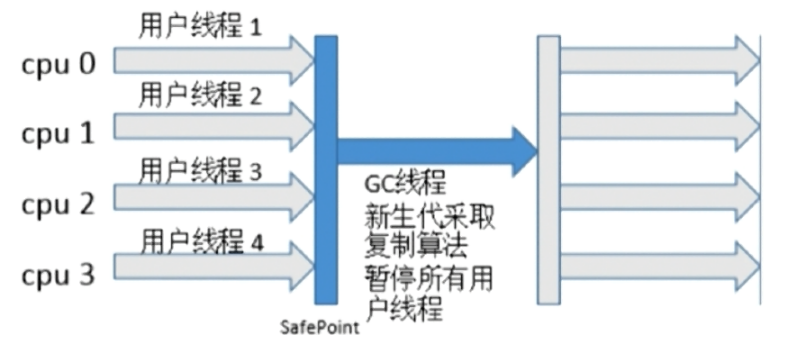 用户线程 1
cpu 0
用户线程 2
cpu 1
用户线程 3
cpu 2
用户线程 4
cpu 3
GC线程
新生代采取
复制算法
暂停所有用
户线程
SafePoint